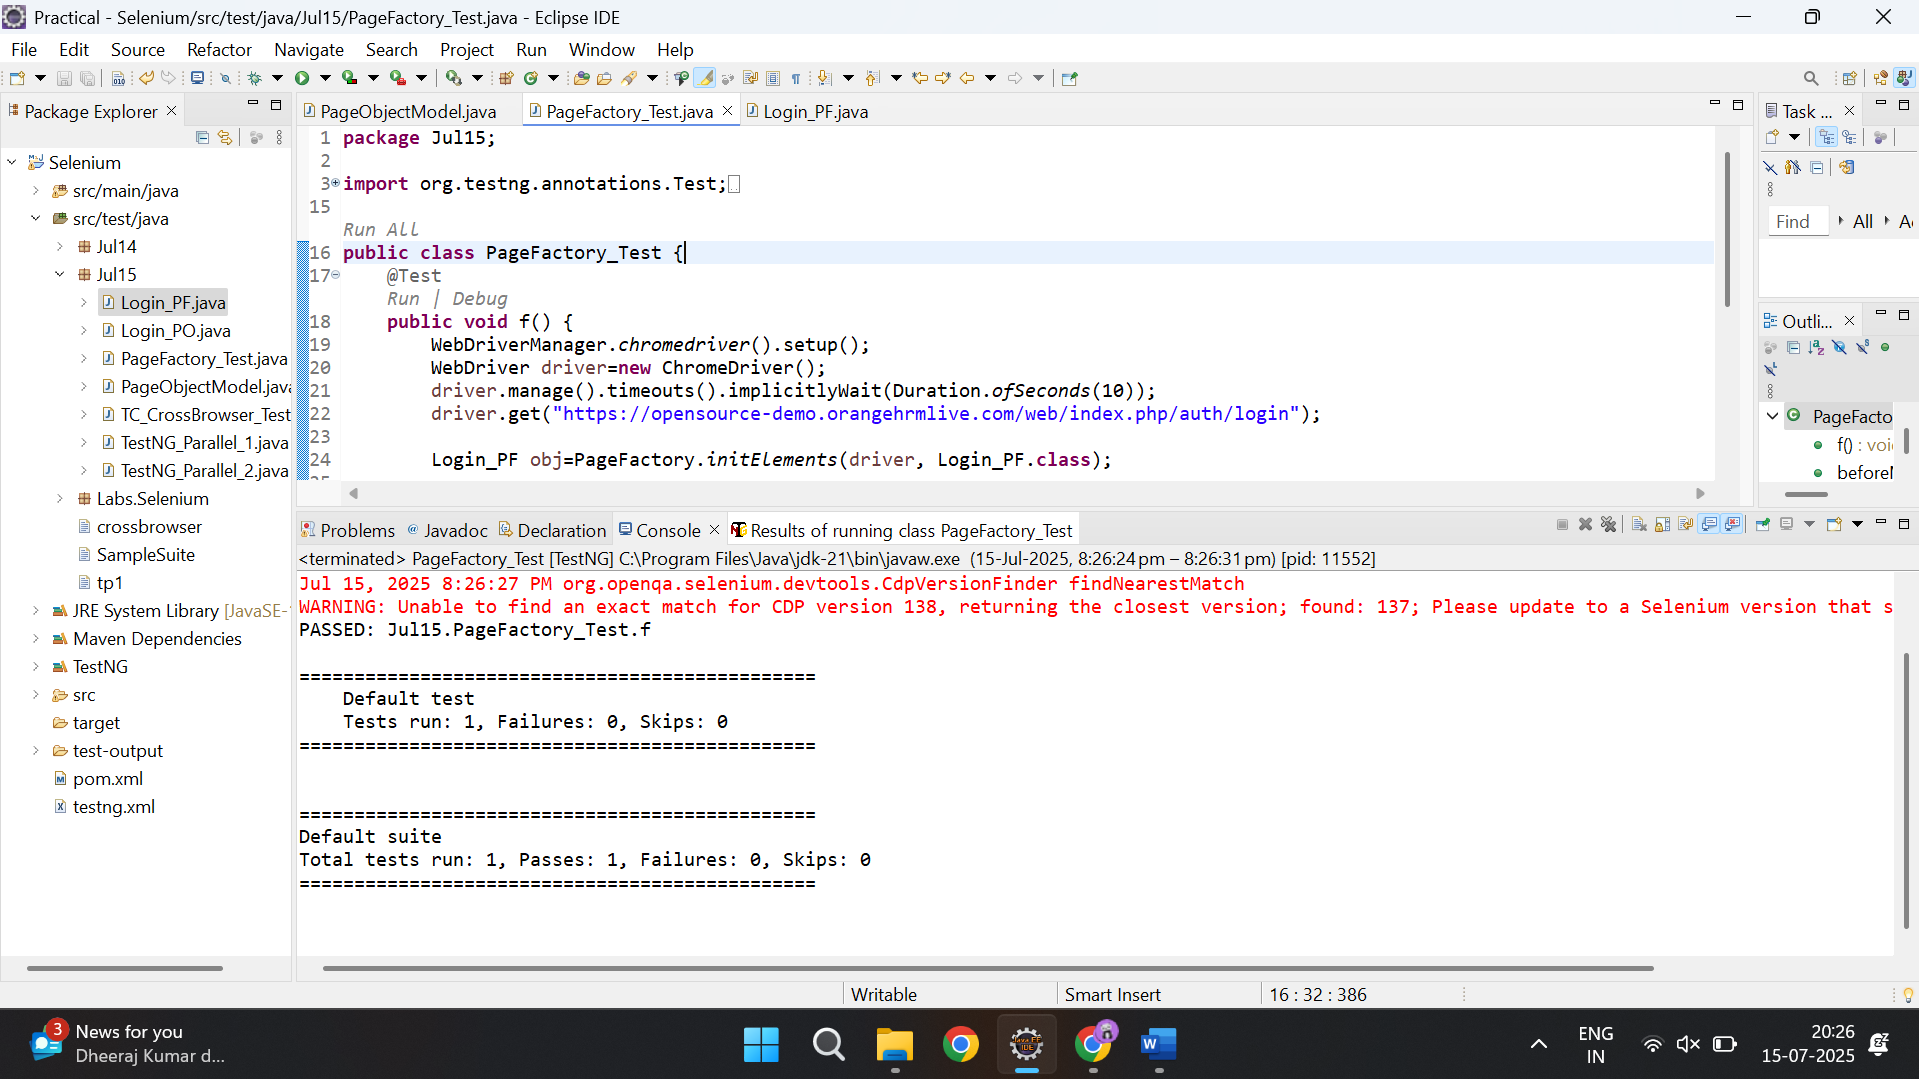 Practical - Selenium/src/test/java/Jul15/PageFactory_Test.java - Eclipse IDE
File Edit Source Refactor Navigate Search Project Run Window Help
Package Explorer
Selenium
src/main/java
src/test/java
Jul14
Jul15
Login_PF.java
Login_PO.java
PageFactory_Test.java
PageObjectModel.java
TC_CrossBrowser_Test
TestNG_Parallel_1.java
TestNG_Parallel_2.java
Labs.Selenium
crossbrowser
SampleSuite
tp1
JRE System Library [JavaSE-
Maven Dependencies
TestNG
src
target
test-output
pom.xml
testng.xml
PageObjectModel.java PageFactory_Test.java Login_PF.java
1 package Jul15;
2
3 import org.testng.annotations.Test;
15
Run All
16 public class PageFactory_Test {
17 @Test
Run | Debug
18 public void f() {
19 WebDriverManager.chromedriver().setup();
20 WebDriver driver=new ChromeDriver();
21 driver.manage().timeouts().implicitlyWait(Duration.ofSeconds(10));
22 driver.get("https://opensource-demo.orangehrmlive.com/web/index.php/auth/login");
23
24 Login_PF obj=PageFactory.initElements(driver, Login_PF.class);
Task ...
Find All
Outli...
PageFacto
f() : voi
before
Problems Javadoc Declaration Console Results of running class PageFactory_Test
<terminated> PageFactory_Test [TestNG] C:\Program Files\Java\jdk-21\bin\javaw.exe (15-Jul-2025, 8:26:24 pm – 8:26:31 pm) [pid: 11552]
Jul 15, 2025 8:26:27 PM org.openqa.selenium.devtools.CdpVersionFinder findNearestMatch
WARNING: Unable to find an exact match for CDP version 138, returning the closest version; found: 137; Please update to a Selenium version that s
PASSED: Jul15.PageFactory_Test.f
===============================================
Default test
Tests run: 1, Failures: 0, Skips: 0
===============================================
===============================================
Default suite
Total tests run: 1, Passes: 1, Failures: 0, Skips: 0
===============================================
Writable Smart Insert 16 : 32 : 386
3
News for you
Dheeraj Kumar d...
ENG
IN
20:26
15-07-2025